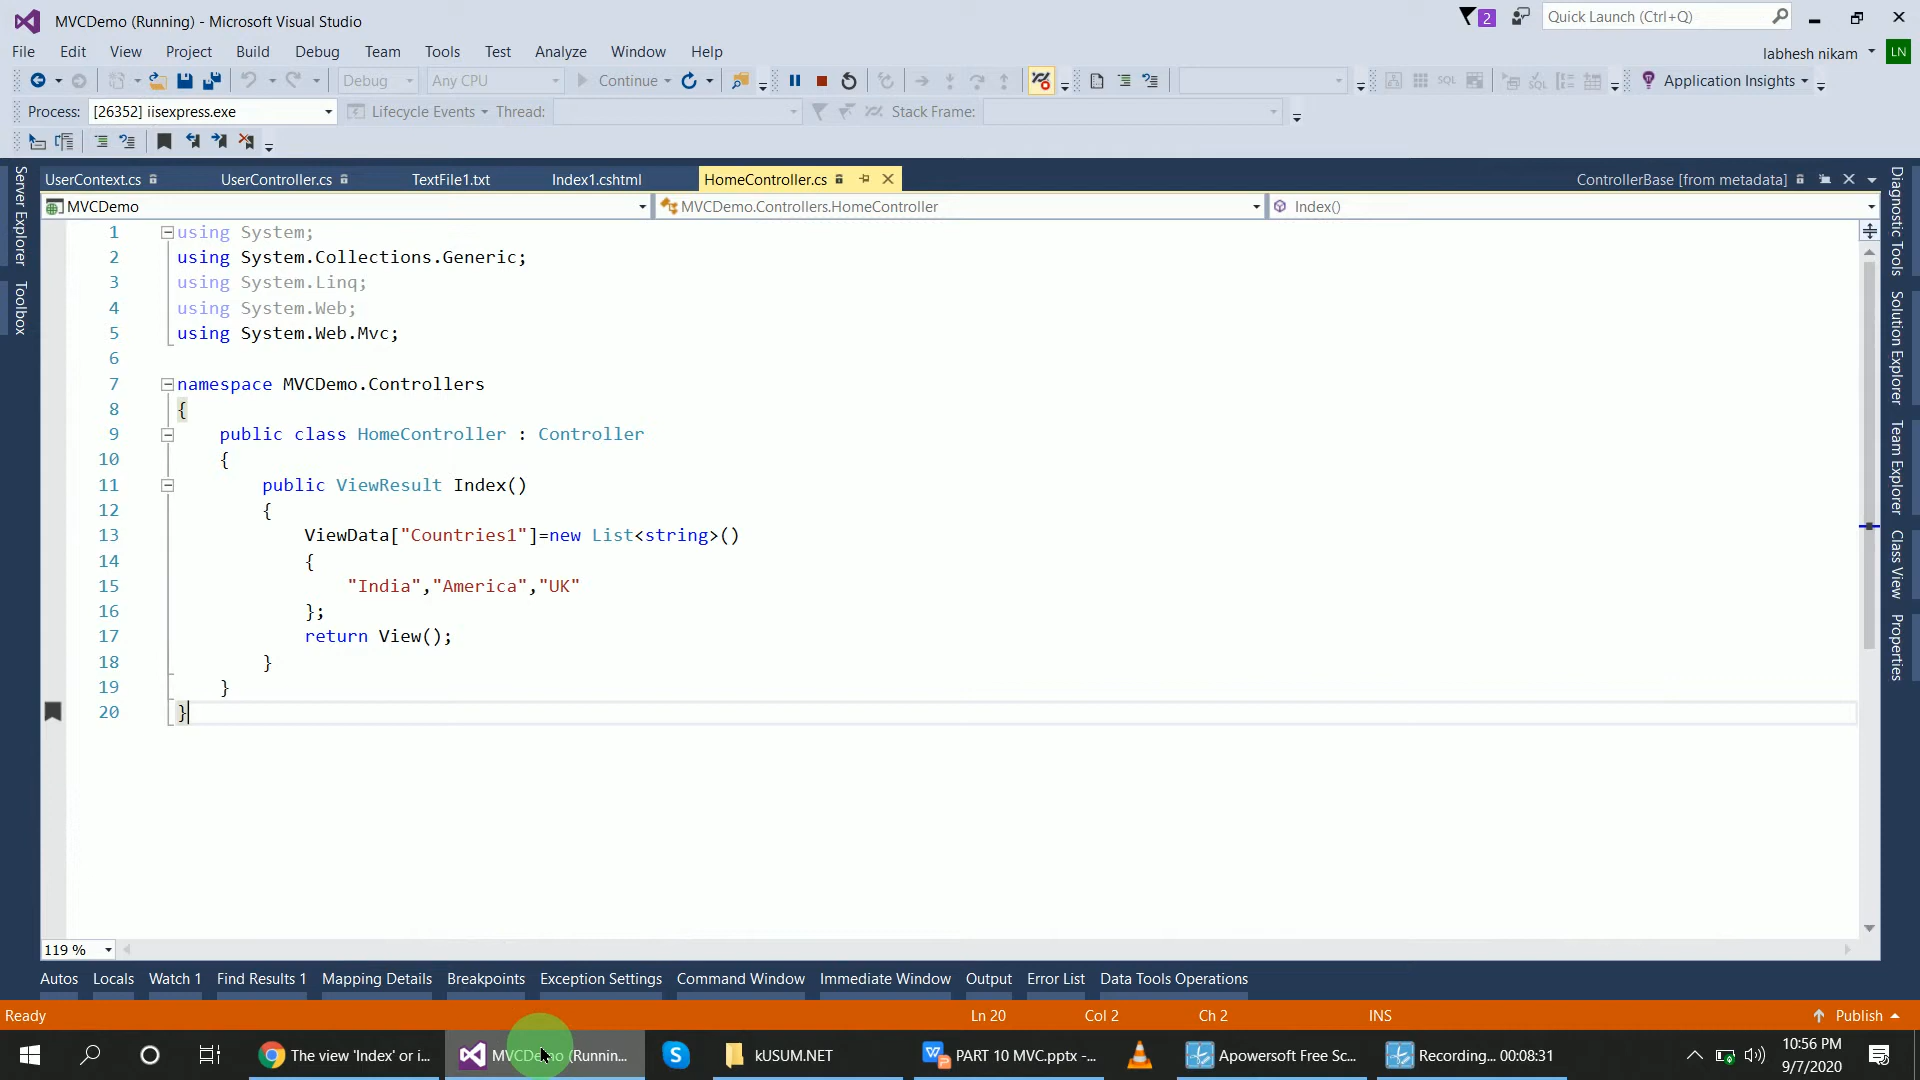 MVCDemo (Running) - Microsoft Visual Studio
2
Quick Launch (Ctrl+Q)
File Edit View Project Build Debug Team Tools Test Analyze Window Help
labhesh nikam LN
Debug Any CPU Continue Application Insights
Process: [26352] iisexpress.exe Lifecycle Events Thread: Stack Frame:
UserContext.cs UserController.cs TextFile1.txt Index1.cshtml HomeController.cs ControllerBase [from metadata]
MVCDemo MVCDemo.Controllers.HomeController Index()
Server Explorer
Toolbox
Diagnostic Tools
Solution Explorer
Team Explorer
Class View
Properties
1 using System;
2 using System.Collections.Generic;
3 using System.Linq;
4 using System.Web;
5 using System.Web.Mvc;
6
7 namespace MVCDemo.Controllers
8 {
9 public class HomeController : Controller
10 {
11 public ViewResult Index()
12 {
13 ViewData["Countries1"]=new List<string>()
14 {
15 "India","America","UK"
16 };
17 return View();
18 }
19 }
20 }
119 %
Autos Locals Watch 1 Find Results 1 Mapping Details Breakpoints Exception Settings Command Window Immediate Window Output Error List Data Tools Operations
Ready Ln 20 Col 2 Ch 2 INS Publish
The view 'Index' or i... MVCDemo (Runnin... kUSUM.NET PART 10 MVC.pptx -... Apowersoft Free Sc... Recording... 00:08:31
10:56 PM
9/7/2020